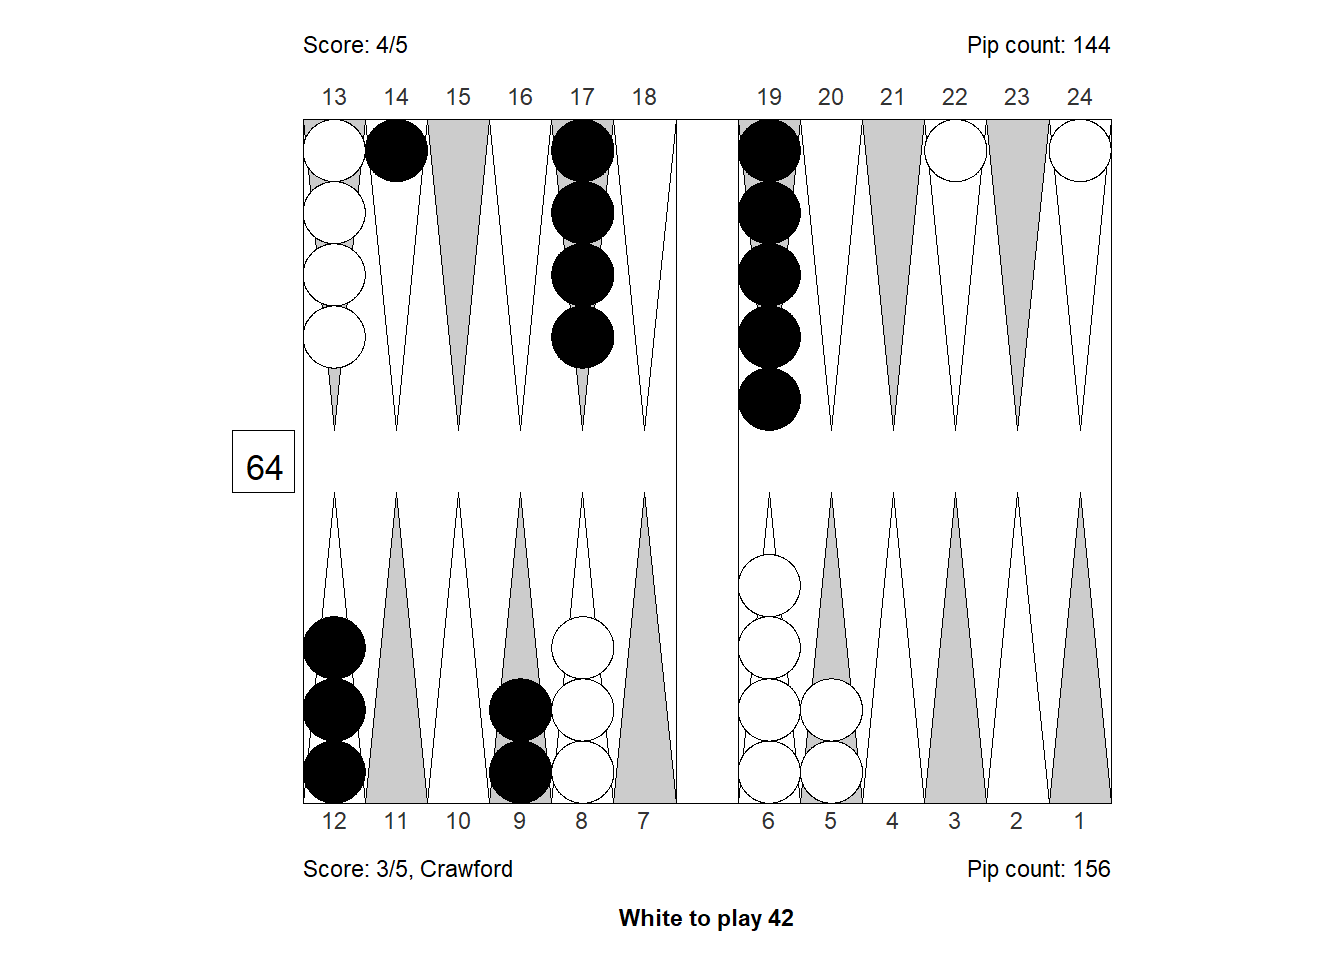 Score: 4/5 Pip count: 144
13 14 15 16 17 18 19 20 21 22 23 24
64
12 11 10 9 8 7 6 5 4 3 2 1
Score: 3/5, Crawford Pip count: 156
White to play 42